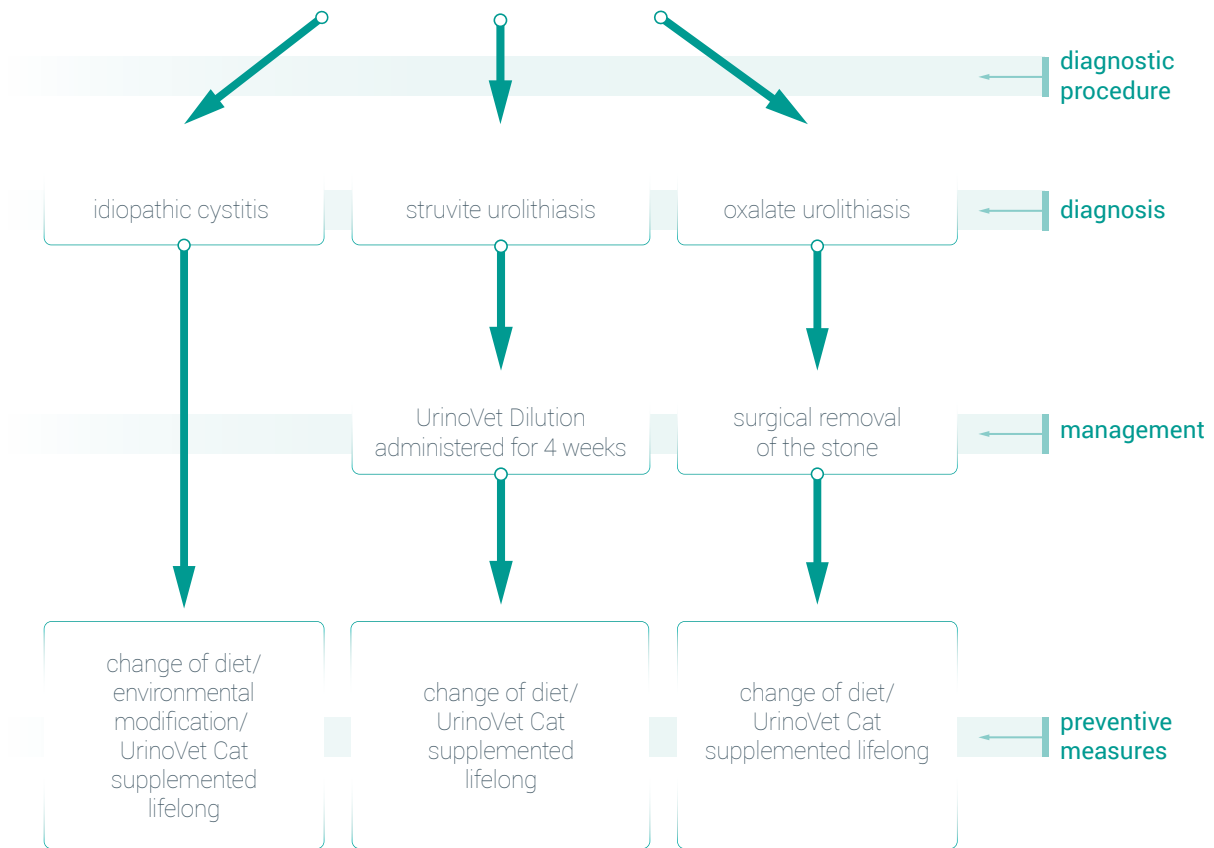 diagnostic
procedure
idiopathic cystitis
struvite urolithiasis
oxalate urolithiasis
diagnosis
UrinoVet Dilution
administered for 4 weeks
surgical removal
of the stone
management
change of diet/
environmental
modification/
UrinoVet Cat
supplemented
lifelong
change of diet/
UrinoVet Cat
supplemented
lifelong
change of diet/
UrinoVet Cat
supplemented lifelong
preventive
measures